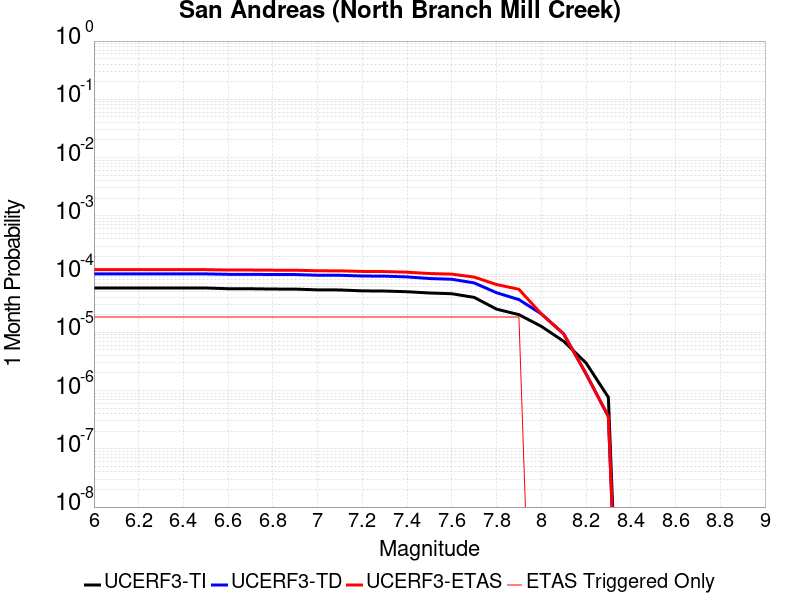 San Andreas (North Branch Mill Creek)
10 0
10 -1
10 -2
10 -3
10 -4
10 -5
10 -6
10 -7
10 -8
1 Month Probability
6 6.2 6.4 6.6 6.8 7 7.2 7.4 7.6 7.8 8 8.2 8.4 8.6 8.8 9
Magnitude
UCERF3-TI UCERF3-TD UCERF3-ETAS ETAS Triggered Only